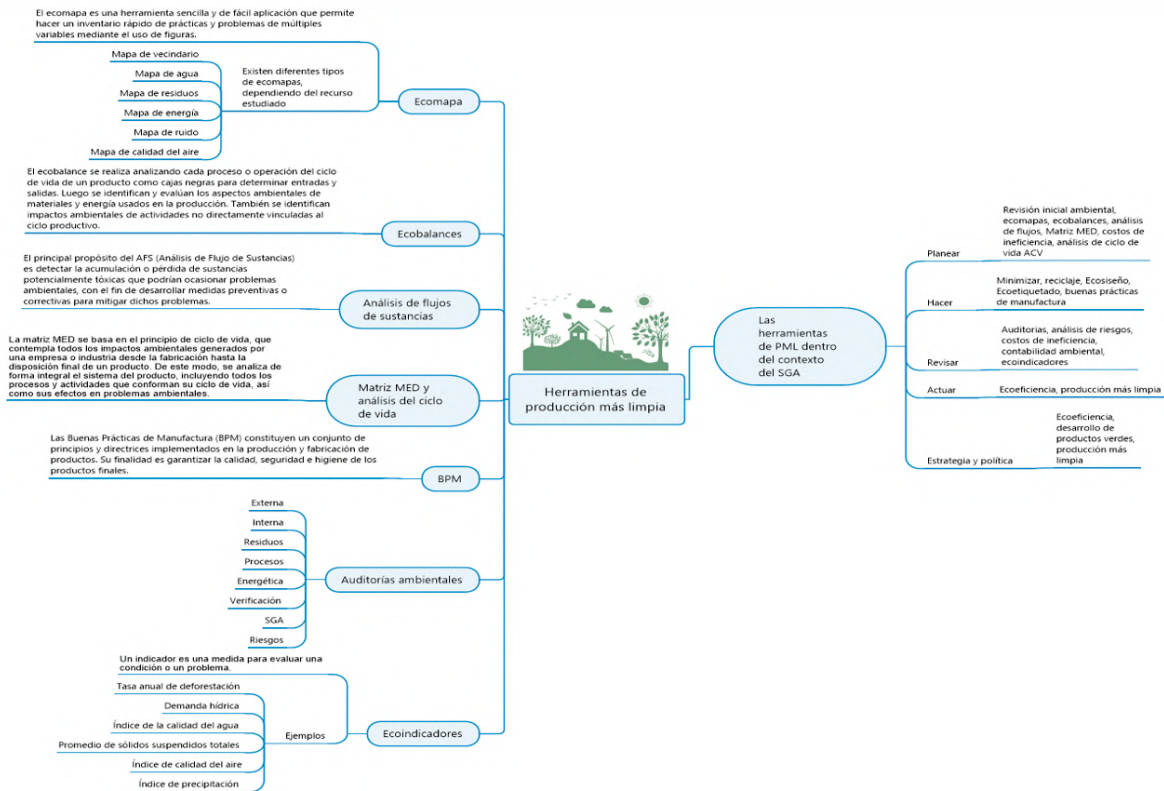 El ecomapa es una herramienta sencilla y de fácil aplicación que permite
hacer un inventario rápido de prácticas y problemas de múltiples
variables mediante el uso de figuras.
Mapa de vecindario
Mapa de agua
Mapa de residuos
Mapa de energía
Mapa de ruido
Mapa de calidad del aire
Existen diferentes tipos
de ecomapas,
dependiendo del recurso
estudiado
Ecomapa
El ecobalance se realiza analizando cada proceso o operación del ciclo
de vida de un producto como cajas negras para determinar entradas y
salidas. Luego se identifican y evalúan los aspectos ambientales de
materiales y energía usados en la producción. También se identifican
impactos ambientales de actividades no directamente vinculadas al
ciclo productivo.
Ecobalances
El principal propósito del AFS (Análisis de Flujo de Sustancias)
es detectar la acumulación o pérdida de sustancias
potencialmente tóxicas que podrían ocasionar problemas
ambientales, con el fin de desarrollar medidas preventivas o
correctivas para mitigar dichos problemas.
Análisis de flujos
de sustancias
La matriz MED se basa en el principio de ciclo de vida, que
contempla todos los impactos ambientales generados por
una empresa o industria desde la fabricación hasta la
disposición final de un producto. De este modo, se analiza de
forma integral el sistema del producto, incluyendo todos los
procesos y actividades que conforman su ciclo de vida, así
como sus efectos en problemas ambientales.
Matriz MED y
análisis del ciclo
de vida
Las Buenas Prácticas de Manufactura (BPM) constituyen un conjunto de
principios y directrices implementados en la producción y fabricación de
productos. Su finalidad es garantizar la calidad, seguridad e higiene de los
productos finales.
BPM
Externa
Interna
Residuos
Procesos
Energética
Verificación
SGA
Riesgos
Auditorías ambientales
Un indicador es una medida para evaluar una
condición o un problema.
Tasa anual de deforestación
Demanda hídrica
Índice de la calidad del agua
Promedio de sólidos suspendidos totales
Índice de calidad del aire
Índice de precipitación
Ejemplos
Ecoindicadores
Herramientas de
producción más limpia
Las
herramientas
de PML dentro
del contexto
del SGA
Planear
Revisión inicial ambiental,
ecomapas, ecobalances, análisis
de flujos, Matriz MED, costos de
ineficiencia, análisis de ciclo de
vida ACV
Hacer
Minimizar, reciclaje, Ecosiseño,
Ecoetiquetado, buenas prácticas
de manufactura
Revisar
Auditorias, análisis de riesgos,
costos de ineficiencia,
contabilidad ambiental,
ecoindicadores
Actuar
Ecoeficiencia, producción más limpia
Estrategia y política
Ecoeficiencia,
desarrollo de
productos verdes,
producción más
limpia